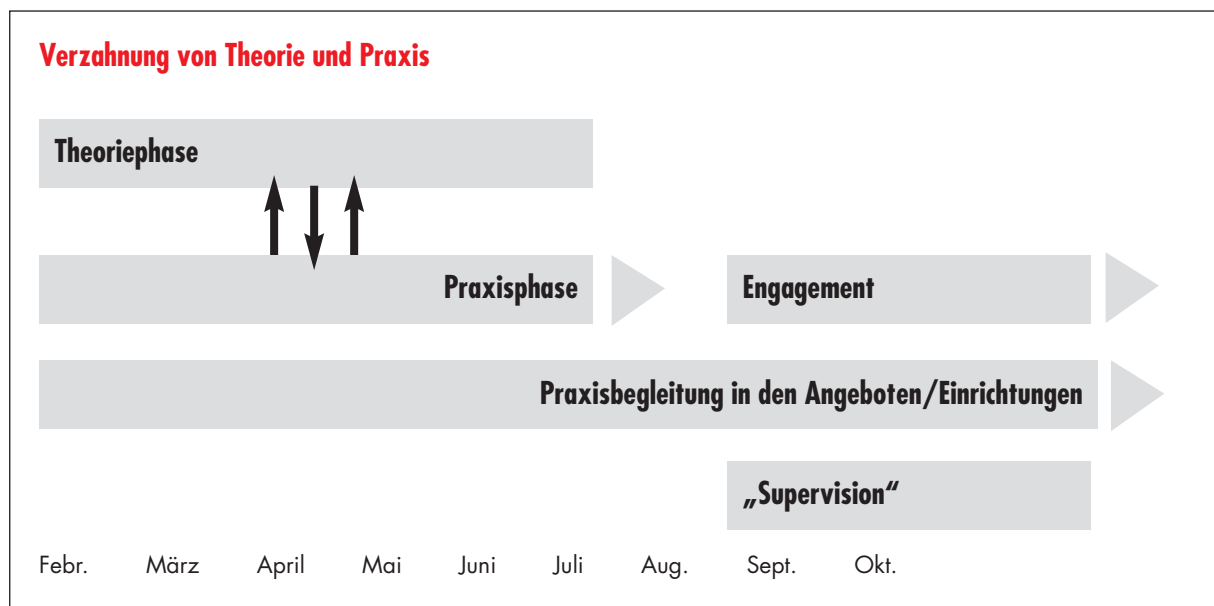 Verzahnung von Theorie und Praxis
Theoriephase
Praxisphase
Engagement
Praxisbegleitung in den Angeboten/Einrichtungen
„Supervision“
Febr. März April Mai Juni Juli Aug. Sept. Okt.